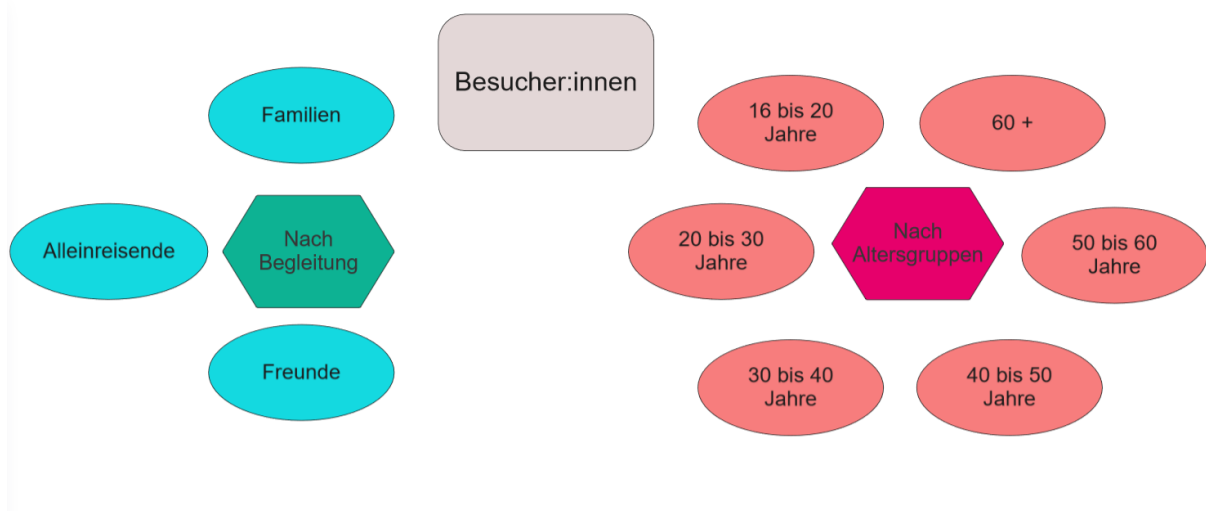 Besucher:innen
Familien
Alleinreisende
Nach
Begleitung
Freunde
16 bis 20
Jahre
60 +
20 bis 30
Jahre
Nach
Altersgruppen
50 bis 60
Jahre
30 bis 40
Jahre
40 bis 50
Jahre